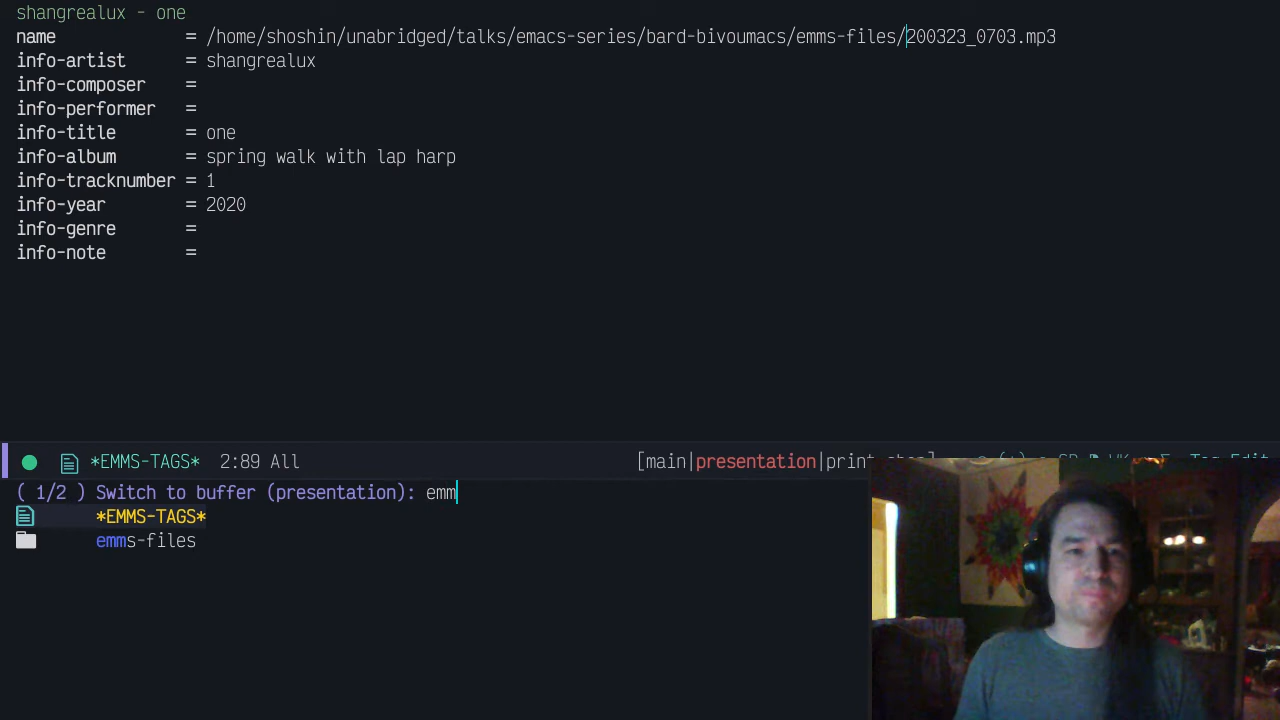 shangrealux - one
name = /home/shoshin/unabridged/talks/emacs-series/bard-bivoumacs/emms-files/200323_0703.mp3
info-artist = shangrealux
info-composer =
info-performer =
info-title = one
info-album = spring walk with lap harp
info-tracknumber = 1
info-year = 2020
info-genre =
info-note =
*EMMS-TAGS* 2:89 All [main|presentation|print
( 1/2 ) Switch to buffer (presentation): emm
*EMMS-TAGS*
emms-files